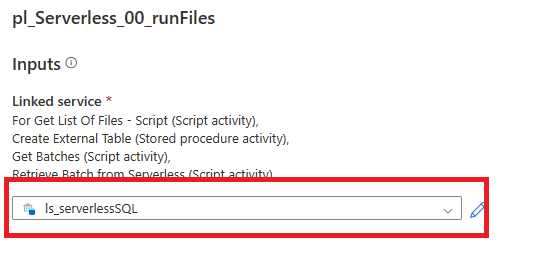 pl_Serverless_00_runFiles
Inputs
Linked service *
For Get List Of Files - Script (Script activity),
Create External Table (Stored procedure activity),
Get Batches (Script activity),
Retrieve Batch from Serverless (Script activity)
ls_serverlessSQL